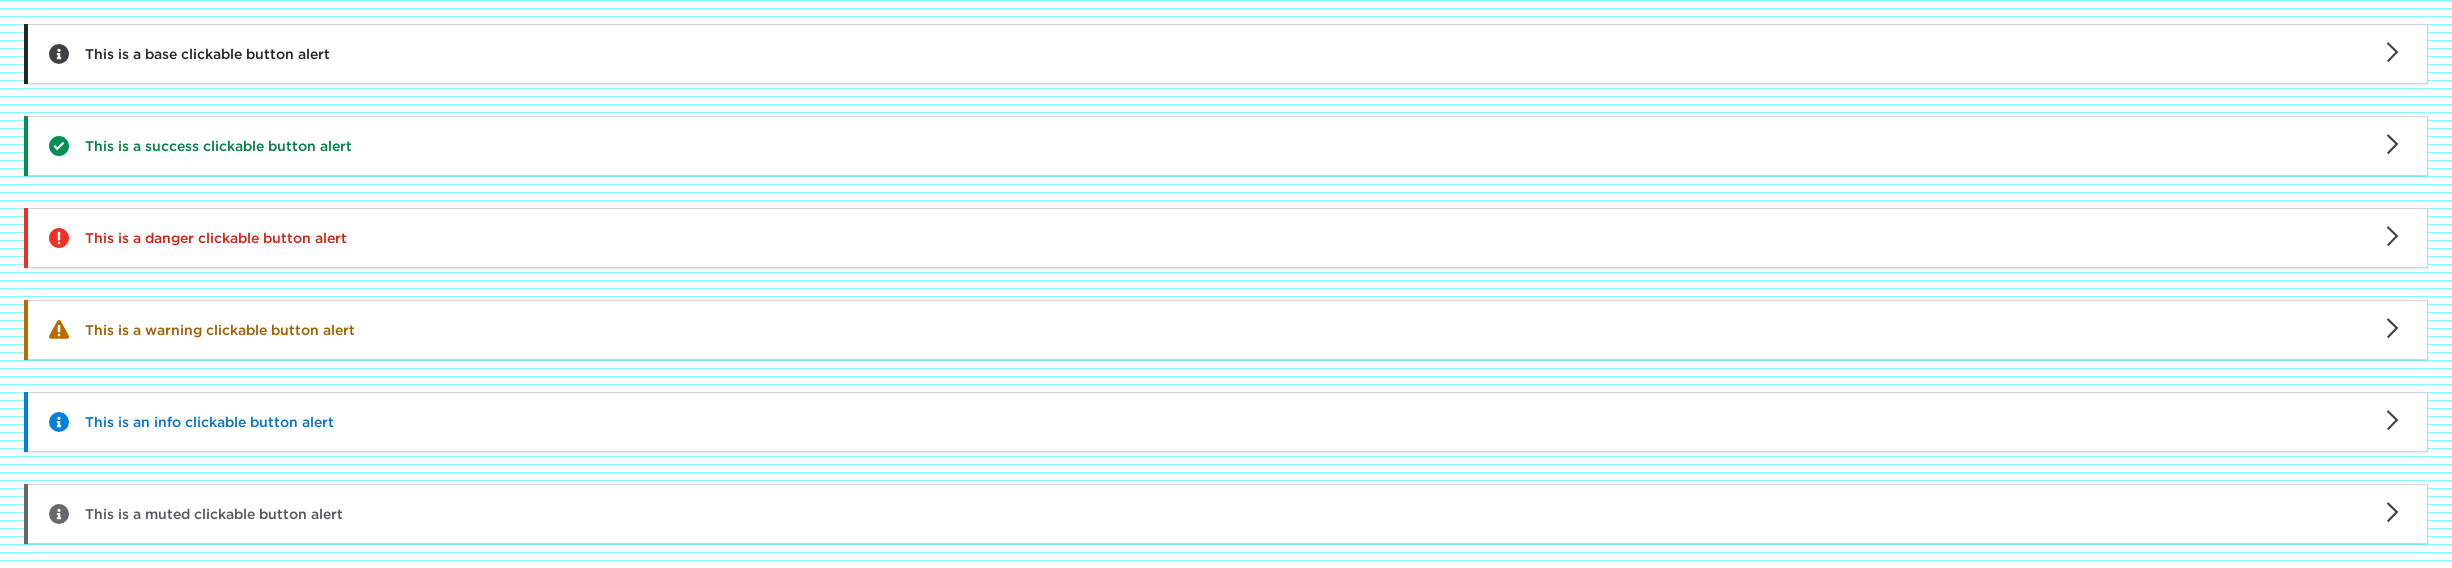 This is a base clickable button alert
This is a success clickable button alert
This is a danger clickable button alert
This is a warning clickable button alert
This is an info clickable button alert
This is a muted clickable button alert